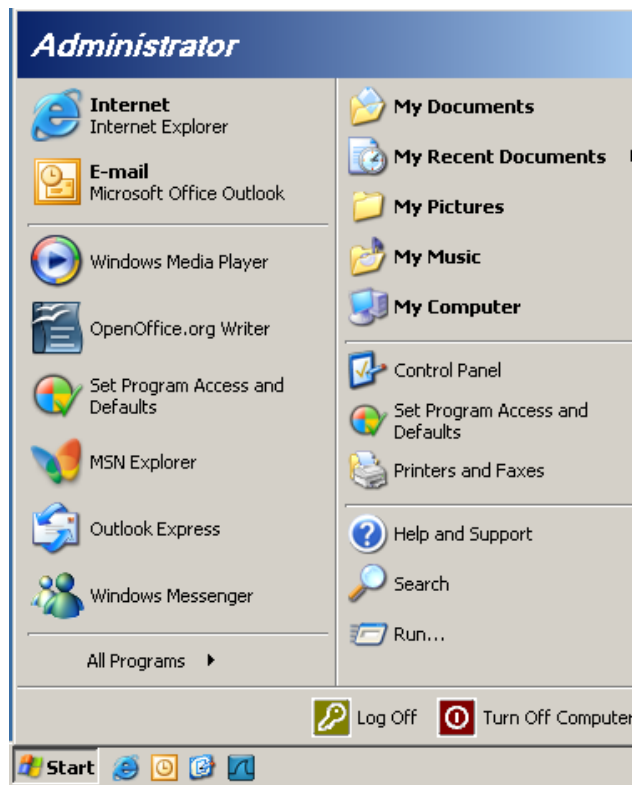 Administrator
Internet
Internet Explorer
E-mail
Microsoft Office Outlook
Windows Media Player
OpenOffice.org Writer
Set Program Access and
Defaults
MSN Explorer
Outlook Express
Windows Messenger
All Programs
My Documents
My Recent Documents
My Pictures
My Music
My Computer
Control Panel
Set Program Access and
Defaults
Printers and Faxes
Help and Support
Search
Run...
Log Off
Turn Off Computer
Start